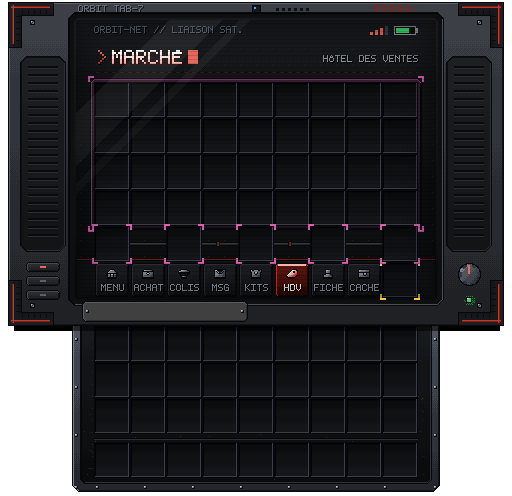 ORBIT TAB-7
ORBIT-NET // LIAISON SAT.
MARCHÉ
HÔTEL DES VENTES
MENU ACHAT COLIS MSG KITS HDV FICHE CACHE